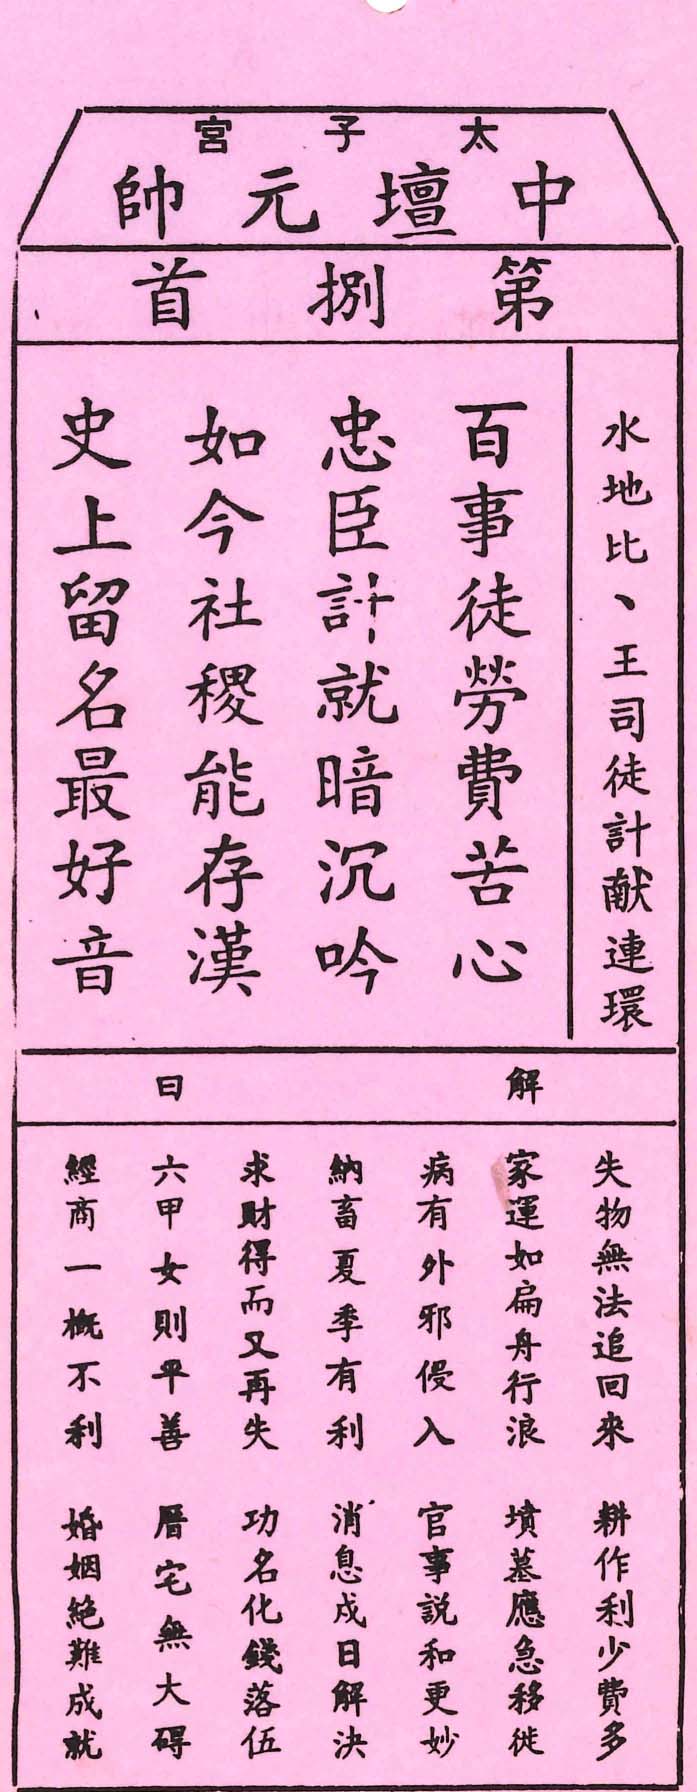 太子宮
中壇元帥
第捌首
水地比、王司徒計献連環
百事徒勞費苦心
忠臣計就暗沉吟
如今社稷能存漢
史上留名最好音
解曰
失物無法追回來　耕作利少費多
家運如扁舟行浪　墳墓應急移徙
病有外邪侵入　官事説和更妙
納畜夏季有利　消息戍日解決
求財得而又再失　功名化錢落伍
六甲女則平善　厝宅無大碍
經商一概不利　婚姻絕難成就